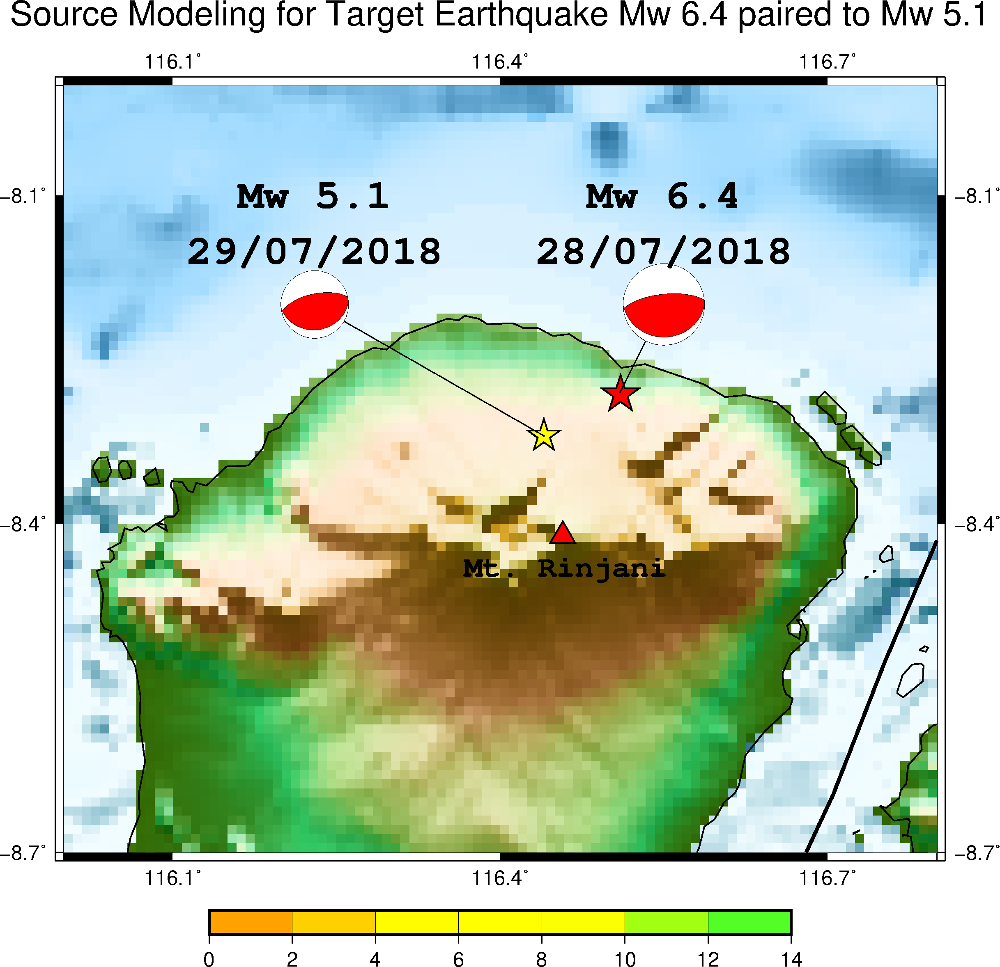 Source Modeling for Target Earthquake Mw 6.4 paired to Mw 5.1
116.1° 116.4° 116.7°
−8.1° −8.1°
Mw 5.1 Mw 6.4
29/07/2018 28/07/2018
−8.4° −8.4°
Mt. Rinjani
−8.7° −8.7°
116.1° 116.4° 116.7°
0 2 4 6 8 10 12 14